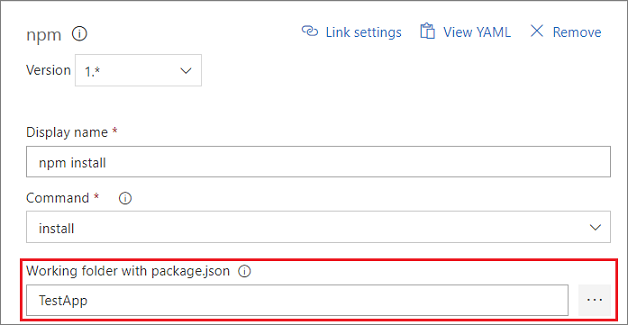 npm Link settings View YAML Remove
Version 1.*
Display name *
npm install
Command *
install
Working folder with package.json
TestApp ...